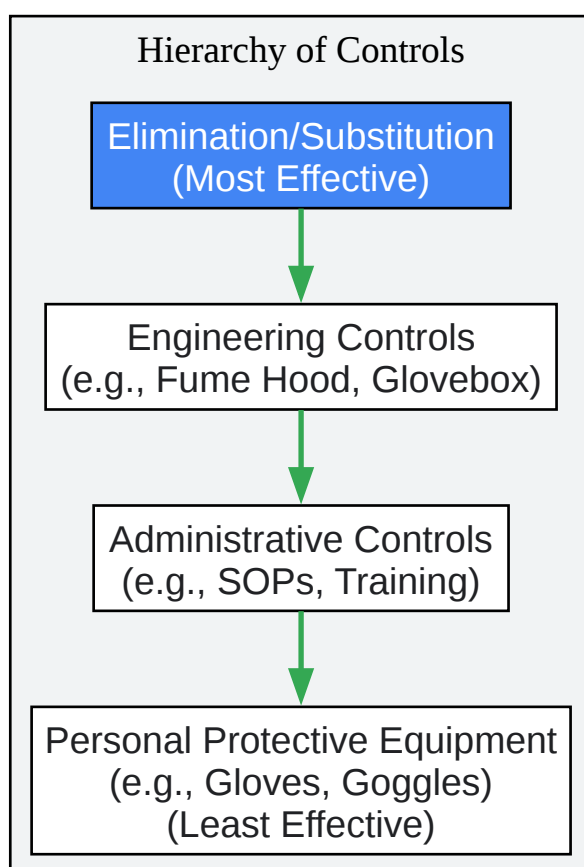 Hierarchy of Controls
Elimination/Substitution
(Most Effective)
Engineering Controls
(e.g., Fume Hood, Glovebox)
Administrative Controls
(e.g., SOPs, Training)
Personal Protective Equipment
(e.g., Gloves, Goggles)
(Least Effective)